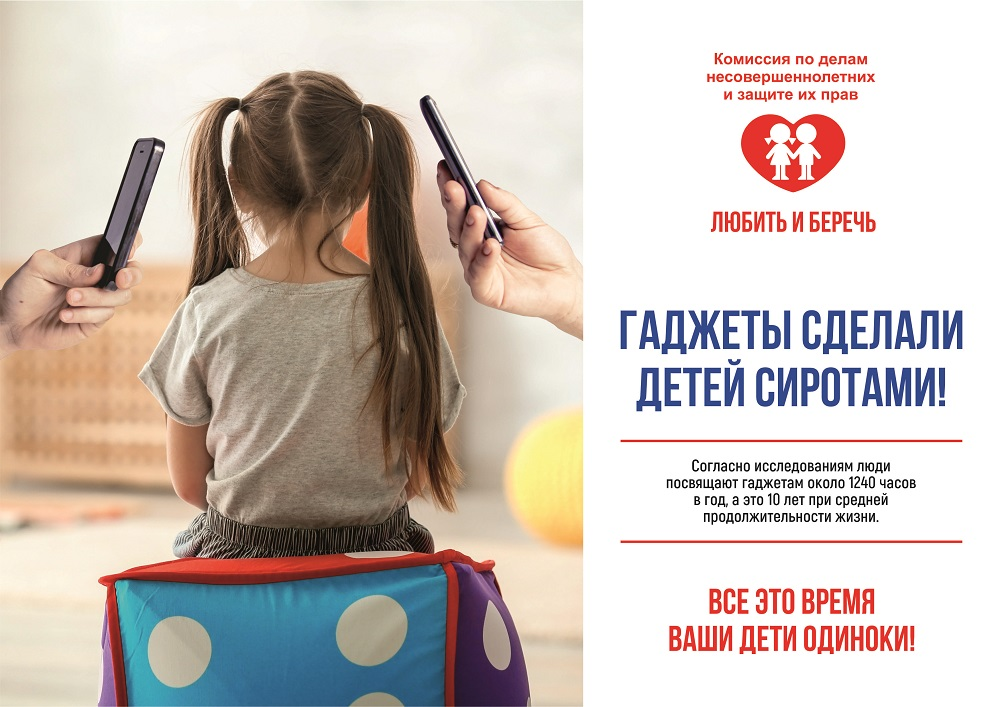 Комиссия по делам
несовершеннолетних
и защите их прав
ЛЮБИТЬ И БЕРЕЧЬ
ГАДЖЕТЫ СДЕЛАЛИ
ДЕТЕЙ СИРОТАМИ!
Согласно исследованиям люди
посвящают гаджетам около 1240 часов
в год, а это 10 лет при средней
продолжительности жизни.
ВСЕ ЭТО ВРЕМЯ
ВАШИ ДЕТИ ОДИНОКИ!